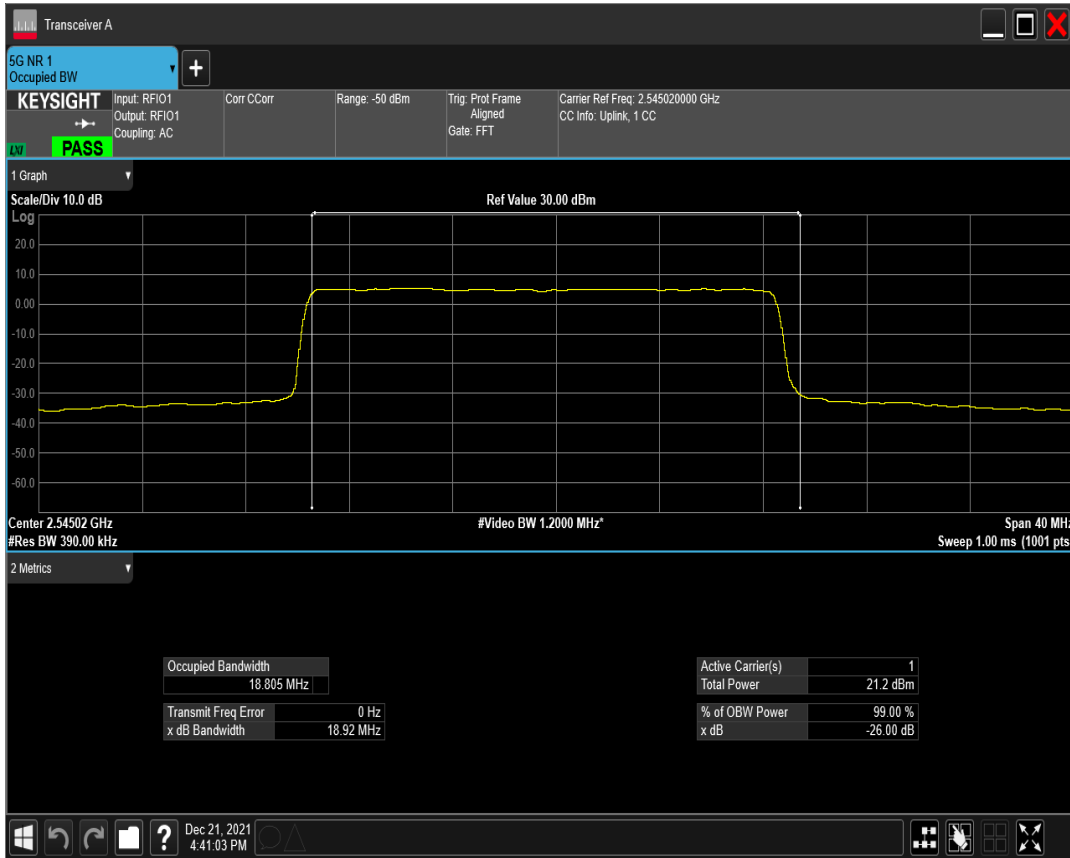 Transceiver A
5G NR 1
Occupied BW
KEYSIGHT
LXI
PASS
Input: RFIO1
Output: RFIO1
Coupling: AC
Corr CCorr
Range: -50 dBm
Trig: Prot Frame
Aligned
Gate: FFT
Carrier Ref Freq: 2.545020000 GHz
CC Info: Uplink, 1 CC
1 Graph
Scale/Div 10.0 dB
Ref Value 30.00 dBm
Log
20.0
10.0
0.00
-10.0
-20.0
-30.0
-40.0
-50.0
-60.0
Center 2.54502 GHz
#Video BW 1.2000 MHz*
Span 40 MHz
#Res BW 390.00 kHz
Sweep 1.00 ms (1001 pts
2 Metrics
Occupied Bandwidth
18.805 MHz
Transmit Freq Error 0 Hz
x dB Bandwidth 18.92 MHz
Active Carrier(s) 1
Total Power 21.2 dBm
% of OBW Power 99.00 %
x dB -26.00 dB
Dec 21, 2021
4:41:03 PM